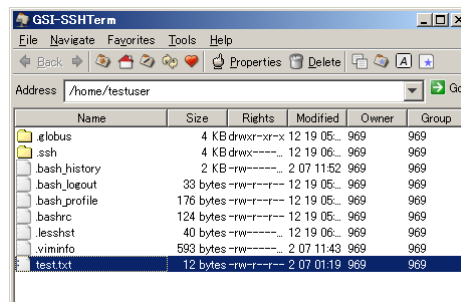 GSI-SSHTerm
File Navigate Favorites Tools Help
Back Properties Delete A
Address /home/testuser Go
Name Size Rights Modified Owner Group
.globus 4 KB drwxr-xr-x 12 19 05:... 969 969
.ssh 4 KB drwx----... 12 19 06:... 969 969
.bash_history 2 KB -rw-----... 2 07 11:52 969 969
.bash_logout 33 bytes -rw-r--r-- 12 19 05:... 969 969
.bash_profile 176 bytes -rw-r--r-- 12 19 05:... 969 969
.bashrc 124 bytes -rw-r--r-- 12 19 05:... 969 969
.lesshst 40 bytes -rw-----... 12 19 06:... 969 969
.viminfo 593 bytes -rw-----... 2 07 11:43 969 969
test.txt 12 bytes -rw-r--r-- 2 07 01:19 969 969